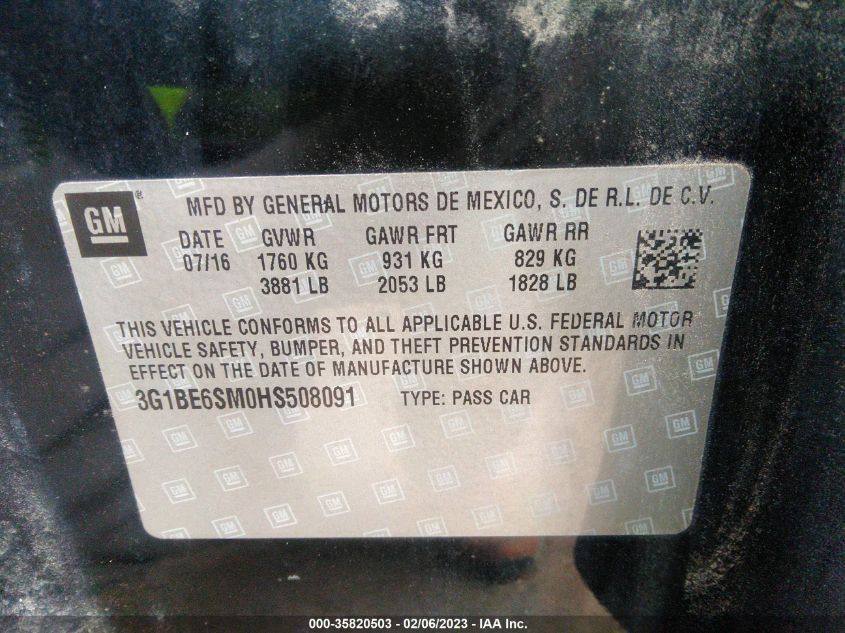 GM ®
MFD BY GENERAL MOTORS DE MEXICO, S. DE R.L. DE C.V.
DATE GVWR GAWR FRT GAWR RR
07/16 1760 KG 931 KG 829 KG
3881 LB 2053 LB 1828 LB
THIS VEHICLE CONFORMS TO ALL APPLICABLE U.S. FEDERAL MOTOR
VEHICLE SAFETY, BUMPER, AND THEFT PREVENTION STANDARDS IN
EFFECT ON THE DATE OF MANUFACTURE SHOWN ABOVE.
3G1BE6SM0HS508091 TYPE: PASS CAR
000-35820503 - 02/06/2023 - © IAA Inc.